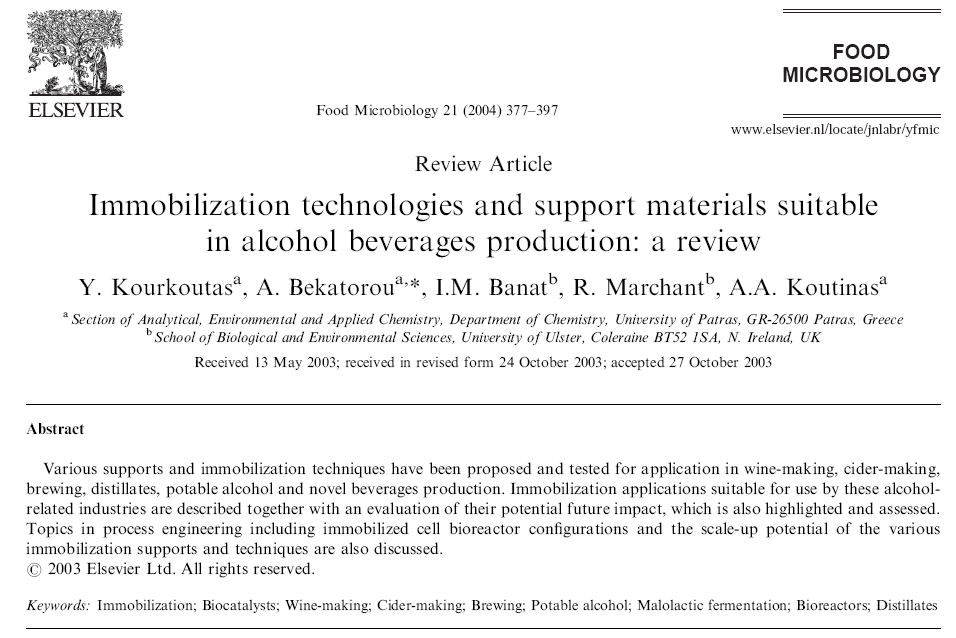 ELSEVIER
Food Microbiology 21 (2004) 377–397
FOOD
MICROBIOLOGY
www.elsevier.nl/locate/jnlabr/yfmic
Review Article
Immobilization technologies and support materials suitable
in alcohol beverages production: a review
Y. Kourkoutasᵃ, A. Bekatorouᵃ,*, I.M. Banatᵇ, R. Marchantᵇ, A.A. Koutinasᵃ
ᵃ Section of Analytical, Environmental and Applied Chemistry, Department of Chemistry, University of Patras, GR-26500 Patras, Greece
ᵇ School of Biological and Environmental Sciences, University of Ulster, Coleraine BT52 1SA, N. Ireland, UK
Received 13 May 2003; received in revised form 24 October 2003; accepted 27 October 2003
Abstract
Various supports and immobilization techniques have been proposed and tested for application in wine-making, cider-making,
brewing, distillates, potable alcohol and novel beverages production. Immobilization applications suitable for use by these alcohol-
related industries are described together with an evaluation of their potential future impact, which is also highlighted and assessed.
Topics in process engineering including immobilized cell bioreactor configurations and the scale-up potential of the various
immobilization supports and techniques are also discussed.
© 2003 Elsevier Ltd. All rights reserved.
Keywords: Immobilization; Biocatalysts; Wine-making; Cider-making; Brewing; Potable alcohol; Malolactic fermentation; Bioreactors; Distillates